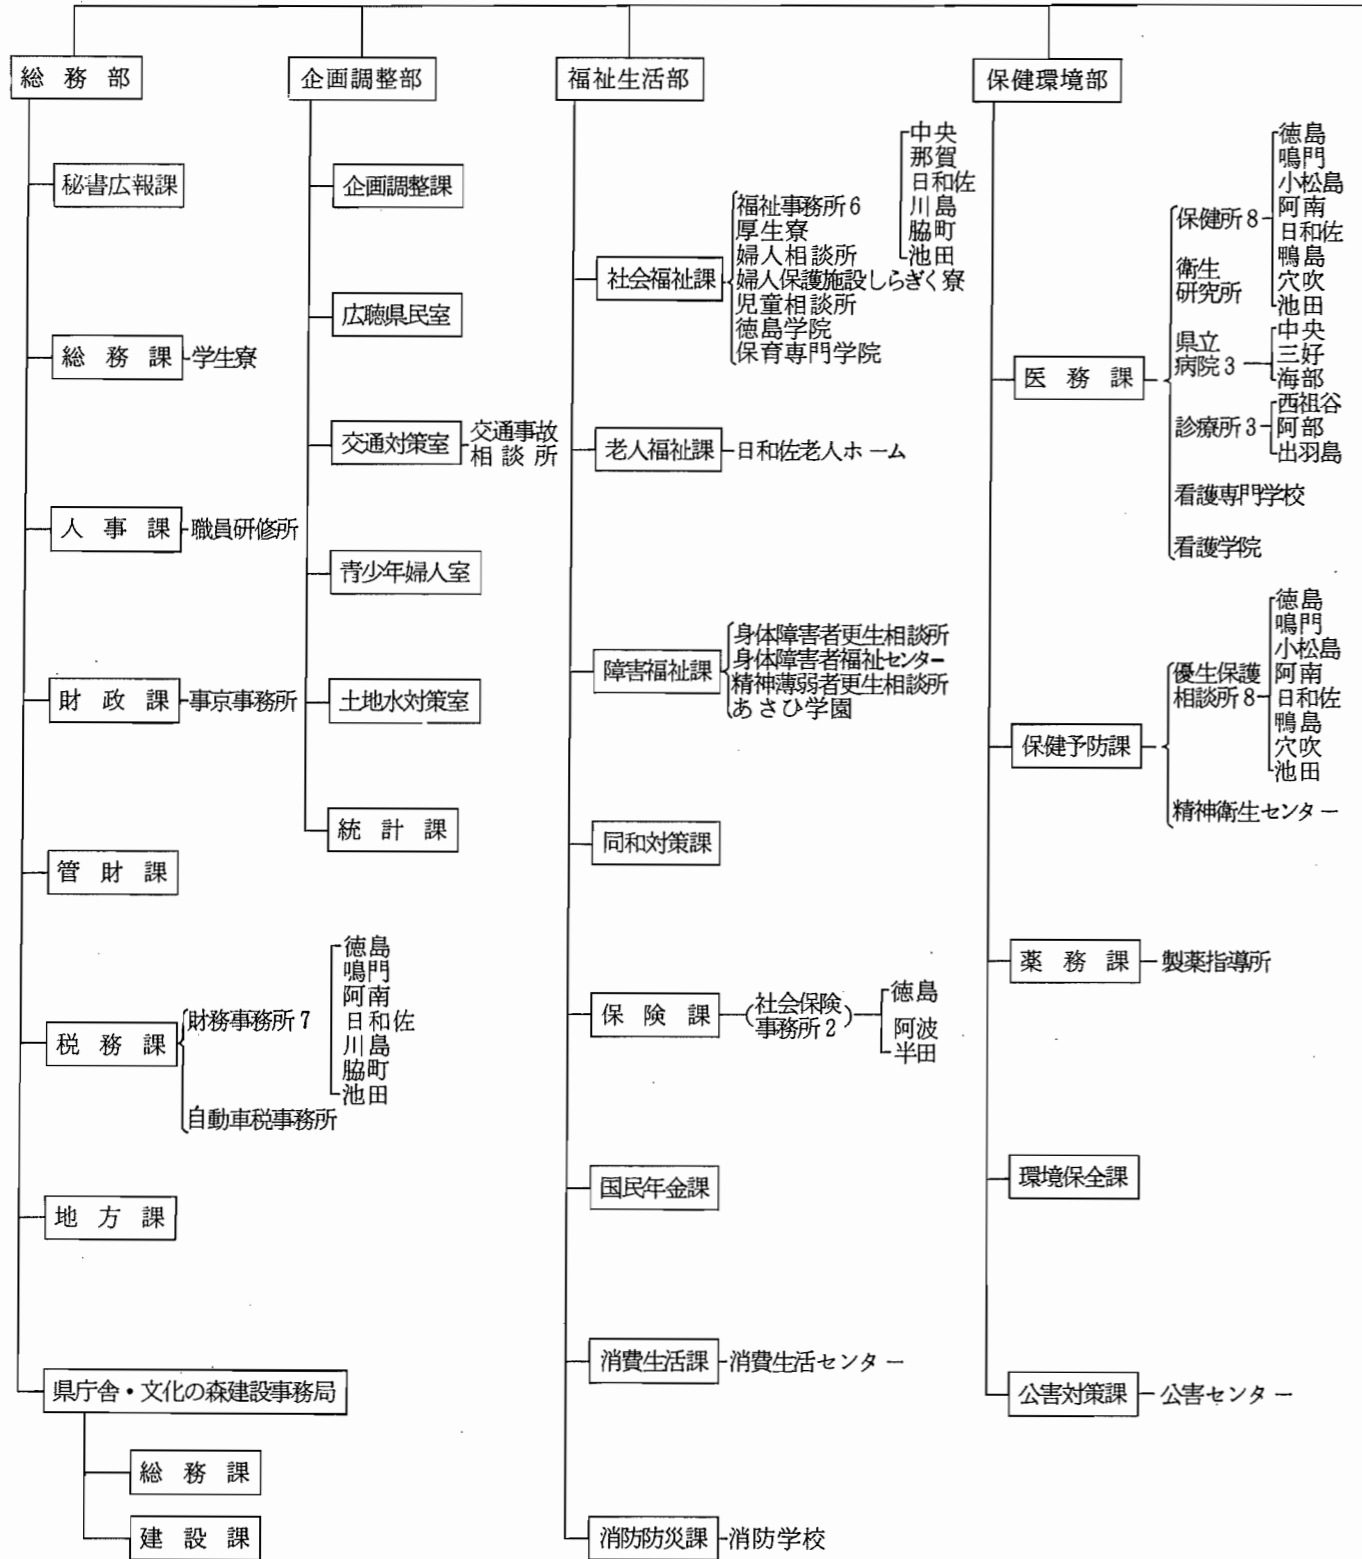 総務部
秘書広報課
総務課
学生寮
人事課
職員研修所
財政課
事京事務所
管財課
税務課
財務事務所7
徳島
鳴門
阿南
日和佐
川島
脇町
池田
自動車税事務所
地方課
県庁舎・文化の森建設事務局
総務課
建設課
企画調整部
企画調整課
広聴県民室
交通対策室
交通事故
相談所
青少年婦人室
土地水対策室
統計課
福祉生活部
社会福祉課
福祉事務所6
中央
那賀
日和佐
川島
脇町
池田
厚生寮
婦人相談所
婦人保護施設しらぎく寮
児童相談所
徳島学院
保育専門学院
老人福祉課
日和佐老人ホーム
障害福祉課
身体障害者更生相談所
身体障害者福祉センター
精神薄弱者更生相談所
あさひ学園
同和対策課
保険課
(社会保険
事務所2)
徳島
阿波
半田
国民年金課
消費生活課
消費生活センター
消防防災課
消防学校
保健環境部
医務課
保健所8
徳島
鳴門
小松島
阿南
日和佐
鴨島
穴吹
池田
衛生
研究所
県立
病院3
中央
三好
海部
診療所3
西祖谷
阿部
出羽島
看護専門学校
看護学院
保健予防課
優生保護
相談所8
徳島
鳴門
小松島
阿南
日和佐
鴨島
穴吹
池田
精神衛生センター
薬務課
製薬指導所
環境保全課
公害対策課
公害センター